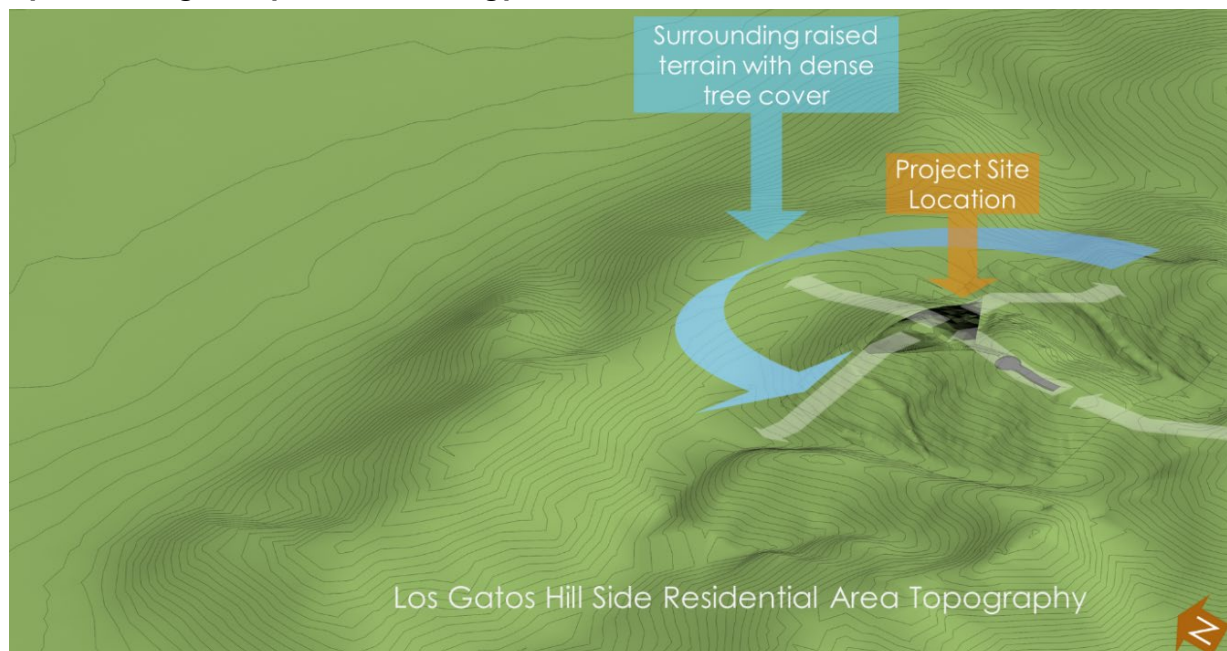 Surrounding raised
terrain with dense
tree cover
Project Site
Location
Los Gatos Hill Side Residential Area Topography
N